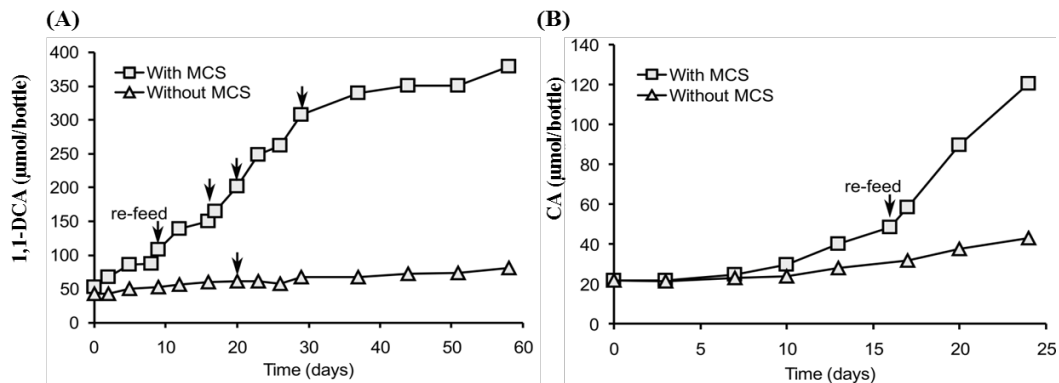 (A)
400
350
300
250
200
150
100
50
0
1,1-DCA (µmol/bottle)
With MCS
Without MCS
re-feed
0 10 20 30 40 50 60
Time (days)
(B)
140
120
100
80
60
40
20
0
CA (µmol/bottle)
With MCS
Without MCS
re-feed
0 5 10 15 20 25
Time (days)